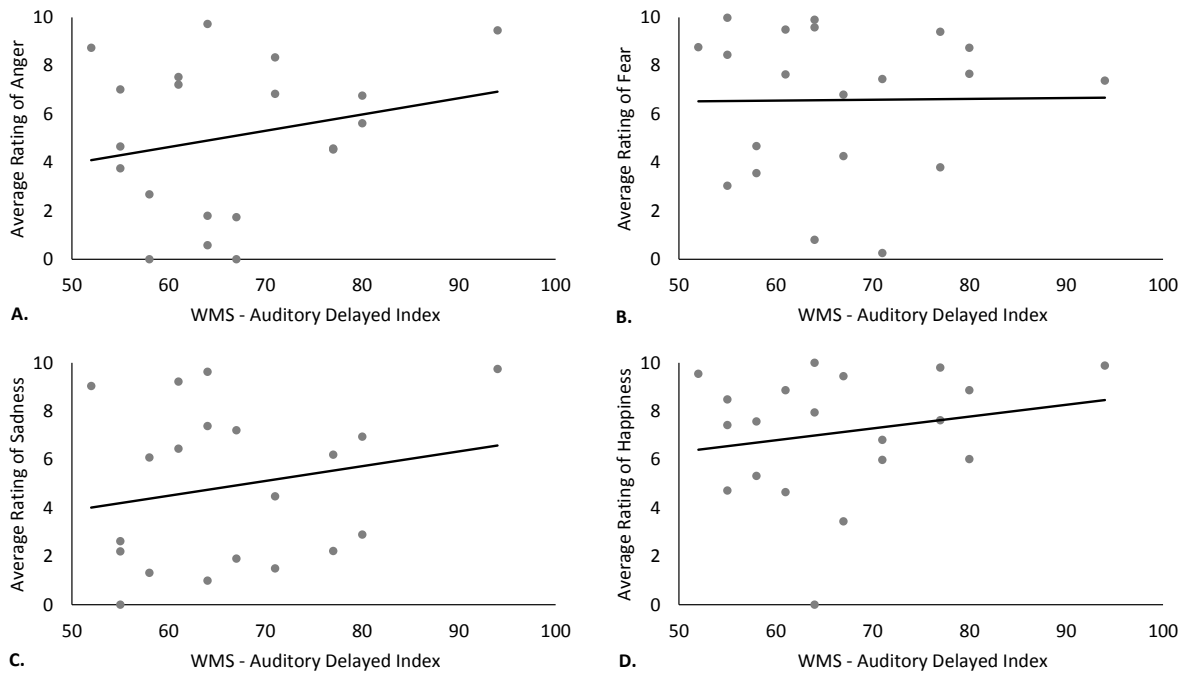 Average Rating of Anger
10
8
6
4
2
0
50 60 70 80 90 100
A. WMS - Auditory Delayed Index
Average Rating of Fear
10
8
6
4
2
0
50 60 70 80 90 100
B. WMS - Auditory Delayed Index
Average Rating of Sadness
10
8
6
4
2
0
50 60 70 80 90 100
C. WMS - Auditory Delayed Index
Average Rating of Happiness
10
8
6
4
2
0
50 60 70 80 90 100
D. WMS - Auditory Delayed Index